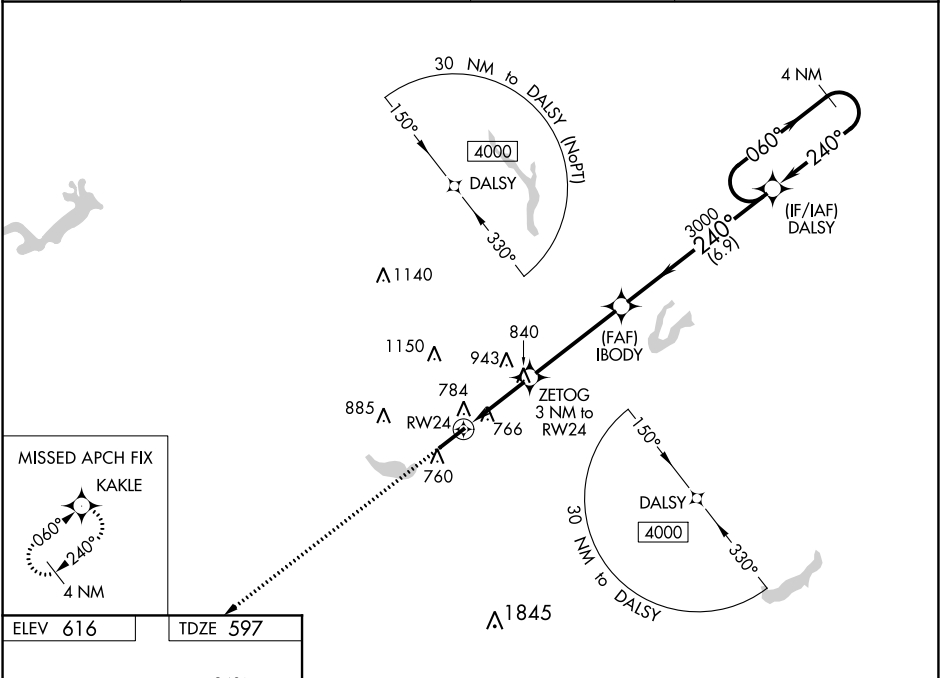 30 NM to DALSY (NoPT)
150°
4000
DALSY
330°
4 NM
060°
240°
(IF/IAF)
DALSY
3000
240°
(6.9)
1140
(FAF)
IBODY
840
1150
943
ZETOG
3 NM to
RW24
784
885
RW24
766
760
MISSED APCH FIX
KAKLE
060°
240°
4 NM
150°
DALSY
4000
330°
30 NM to DALSY
1845
ELEV 616
TDZE 597